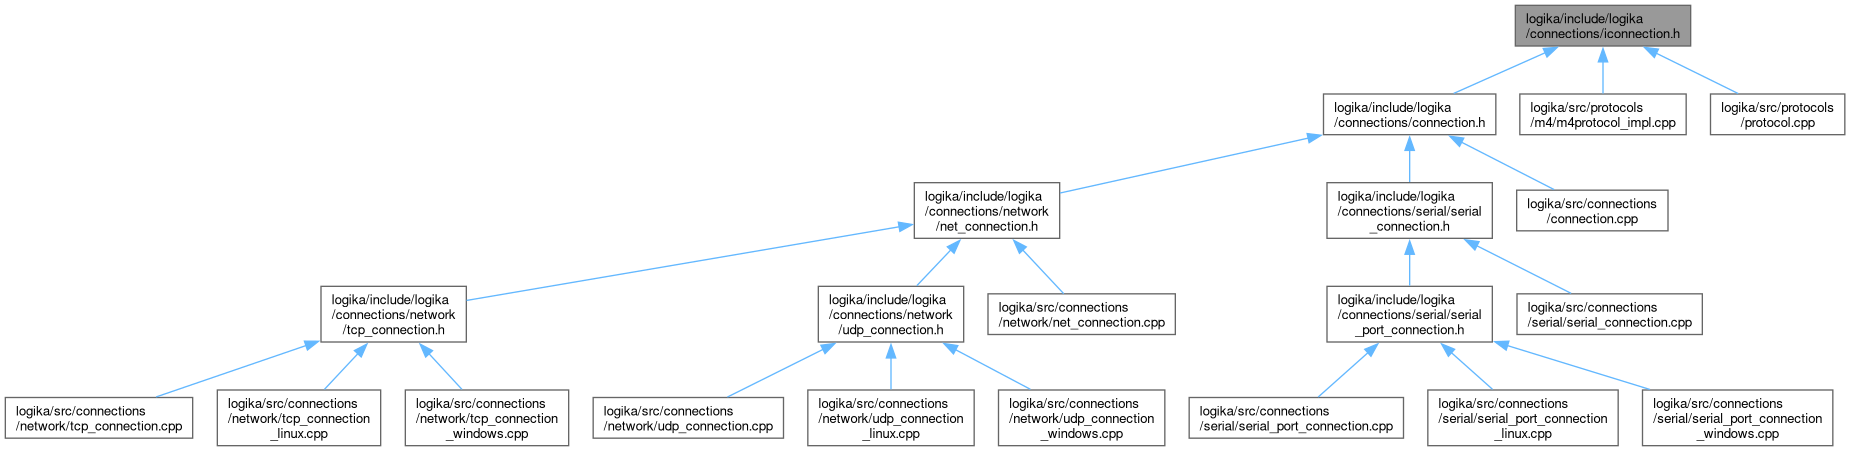 logika/include/logika
/connections/iconnection.h
logika/include/logika
/connections/connection.h
logika/src/protocols
/m4/m4protocol_impl.cpp
logika/src/protocols
/protocol.cpp
logika/include/logika
/connections/network
/net_connection.h
logika/include/logika
/connections/serial/serial
_connection.h
logika/src/connections
/connection.cpp
logika/include/logika
/connections/network
/tcp_connection.h
logika/include/logika
/connections/network
/udp_connection.h
logika/src/connections
/network/net_connection.cpp
logika/include/logika
/connections/serial/serial
_port_connection.h
logika/src/connections
/serial/serial_connection.cpp
logika/src/connections
/network/tcp_connection.cpp
logika/src/connections
/network/tcp_connection
_linux.cpp
logika/src/connections
/network/tcp_connection
_windows.cpp
logika/src/connections
/network/udp_connection.cpp
logika/src/connections
/network/udp_connection
_linux.cpp
logika/src/connections
/network/udp_connection
_windows.cpp
logika/src/connections
/serial/serial_port_connection.cpp
logika/src/connections
/serial/serial_port_connection
_linux.cpp
logika/src/connections
/serial/serial_port_connection
_windows.cpp